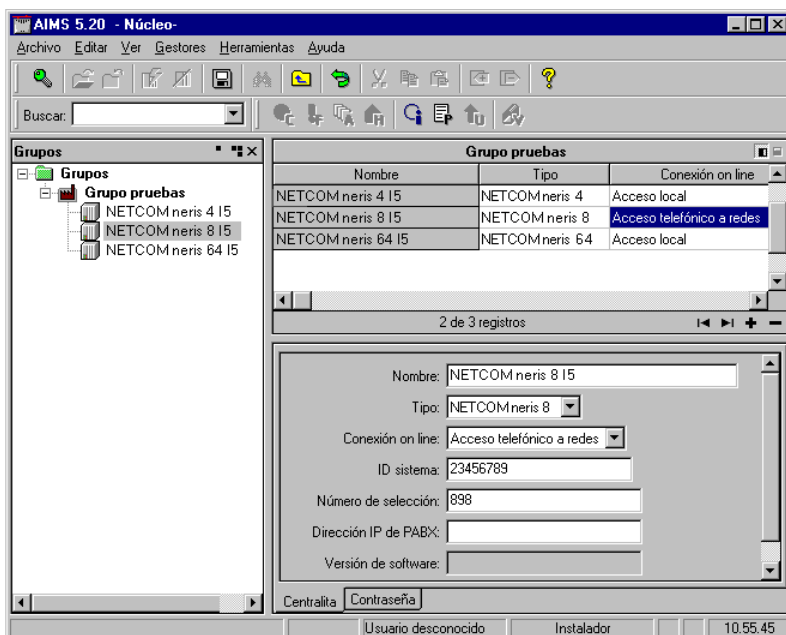 AIMS 5.20 - Núcleo-
Archivo Editar Ver Gestores Herramientas Ayuda
Buscar:
Grupos
Grupos
Grupo pruebas
NETCOM neris 4 I5
NETCOM neris 8 I5
NETCOM neris 64 I5
Grupo pruebas
Nombre Tipo Conexión on line
NETCOM neris 4 I5 NETCOM neris 4 Acceso local
NETCOM neris 8 I5 NETCOM neris 8 Acceso telefónico a redes
NETCOM neris 64 I5 NETCOM neris 64 Acceso local
2 de 3 registros
Nombre: NETCOM neris 8 I5
Tipo: NETCOM neris 8
Conexión on line: Acceso telefónico a redes
ID sistema: 23456789
Número de selección: 898
Dirección IP de PABX:
Versión de software:
Centralita Contraseña
Usuario desconocido Instalador 10.55.45